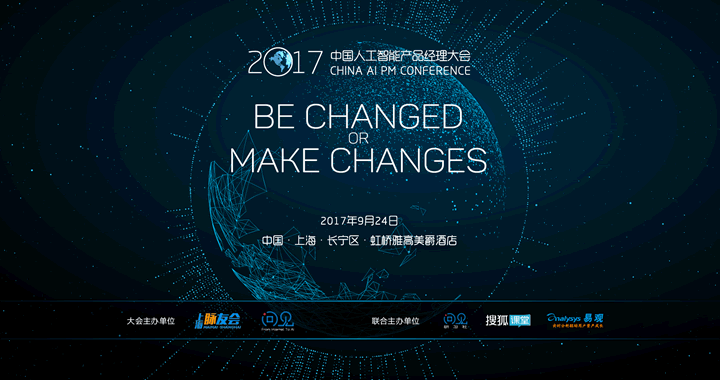 2017 中国人工智能产品经理大会
CHINA AI PM CONFERENCE
BE CHANGED
OR
MAKE CHANGES
2017年9月24日
中国·上海·长宁区·虹桥雅高美爵酒店
大会主办单位
脉友会
联合主办单位
搜狐课堂
analysys 易观